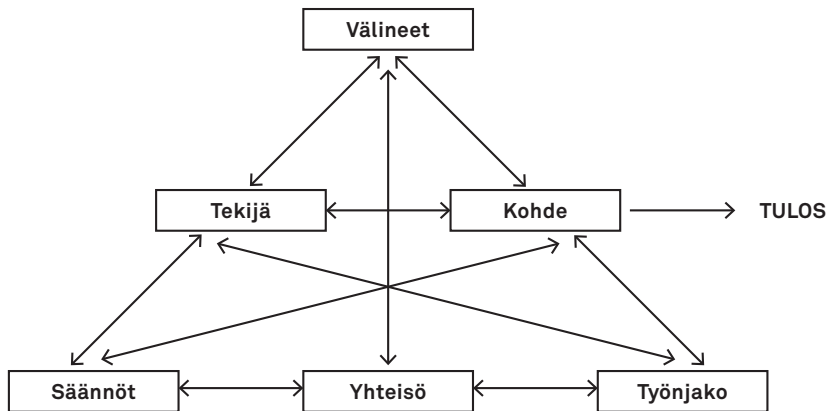 Välineet
Tekijä
Kohde
TULOS
Säännöt
Yhteisö
Työnjako